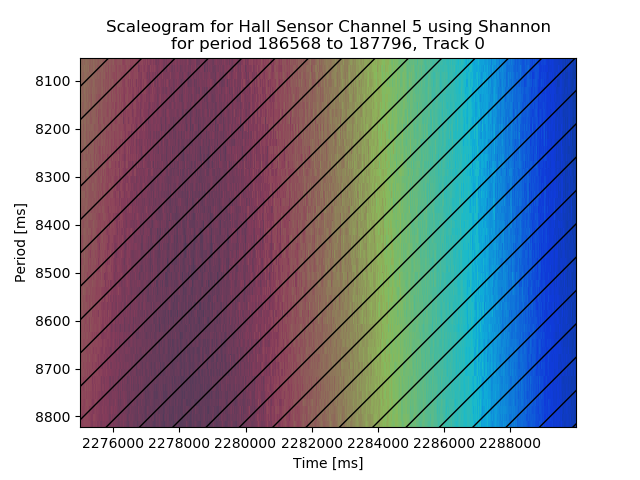 Scaleogram for Hall Sensor Channel 5 using Shannon
for period 186568 to 187796, Track 0
8100
8200
8300
8400
8500
8600
8700
8800
Period [ms]
2276000 2278000 2280000 2282000 2284000 2286000 2288000
Time [ms]